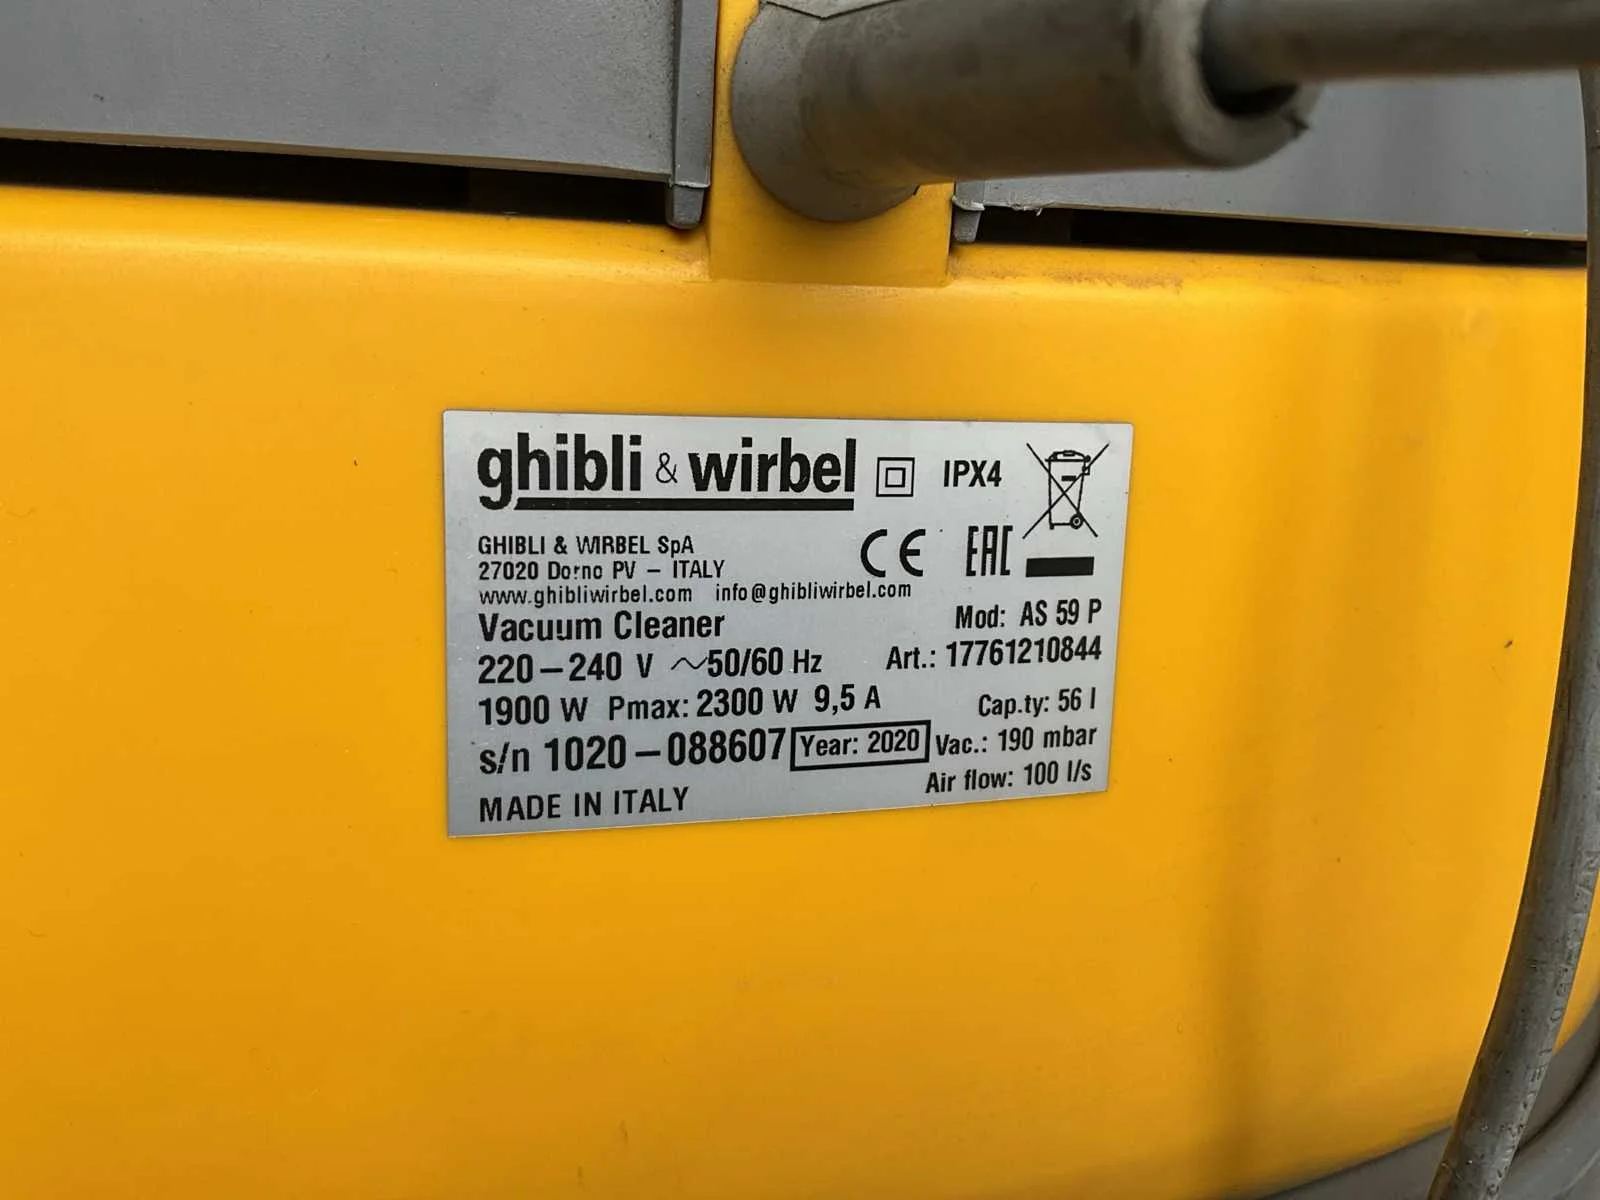 ghibli & wirbel IPX4
GHIBLI & WIRBEL SpA CE EAC
27020 Dorno PV – ITALY
www.ghibliwirbel.com info@ghibliwirbel.com
Vacuum Cleaner Mod: AS 59 P
220–240 V ~50/60 Hz Art.: 17761210844
1900 W Pmax: 2300 W 9,5 A Cap.ty: 56 l
s/n 1020–088607 Year: 2020 Vac.: 190 mbar
Air flow: 100 l/s
MADE IN ITALY